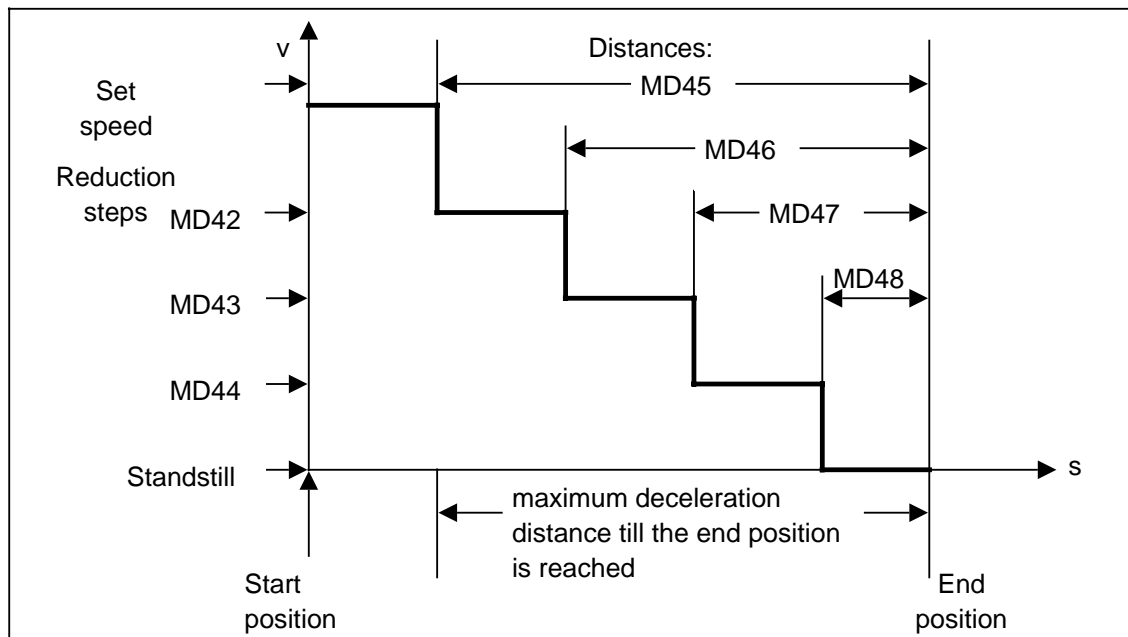 v
Distances:
MD45
Set
speed
MD46
Reduction
steps
MD42
MD47
MD43
MD48
MD44
Standstill
s
maximum deceleration
distance till the end position
is reached
Start
position
End
position